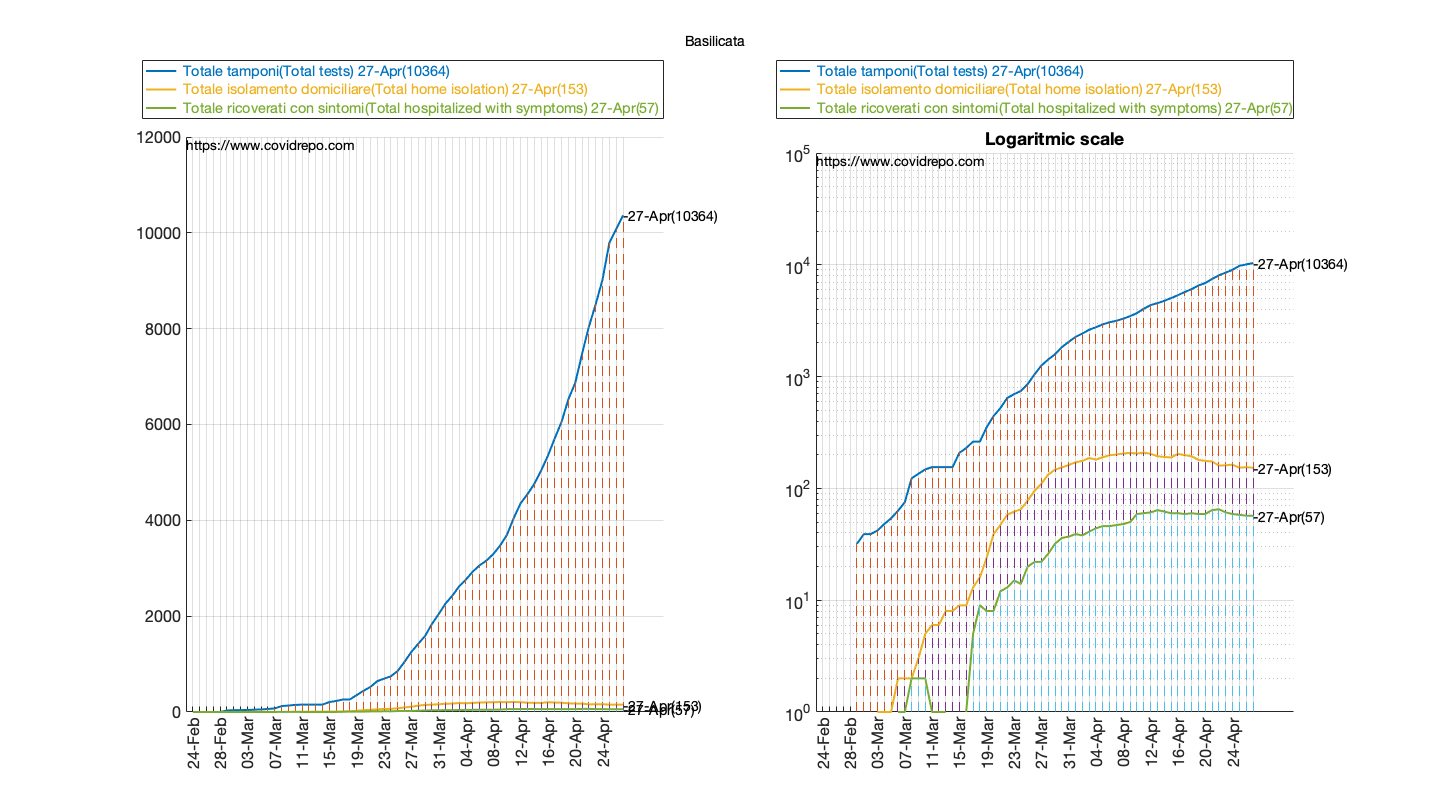 Basilicata
Totale tamponi(Total tests) 27-Apr(10364)
Totale isolamento domiciliare(Total home isolation) 27-Apr(153)
Totale ricoverati con sintomi(Total hospitalized with symptoms) 27-Apr(57)
https://www.covidrepo.com
12000
10000
8000
6000
4000
2000
0
-27-Apr(10364)
-27-Apr(153)
-27-Apr(57)
24-Feb
28-Feb
03-Mar
07-Mar
11-Mar
15-Mar
19-Mar
23-Mar
27-Mar
31-Mar
04-Apr
08-Apr
12-Apr
16-Apr
20-Apr
24-Apr
Totale tamponi(Total tests) 27-Apr(10364)
Totale isolamento domiciliare(Total home isolation) 27-Apr(153)
Totale ricoverati con sintomi(Total hospitalized with symptoms) 27-Apr(57)
Logaritmic scale
https://www.covidrepo.com
10^5
10^4
10^3
10^2
10^1
10^0
-27-Apr(10364)
-27-Apr(153)
-27-Apr(57)
24-Feb
28-Feb
03-Mar
07-Mar
11-Mar
15-Mar
19-Mar
23-Mar
27-Mar
31-Mar
04-Apr
08-Apr
12-Apr
16-Apr
20-Apr
24-Apr